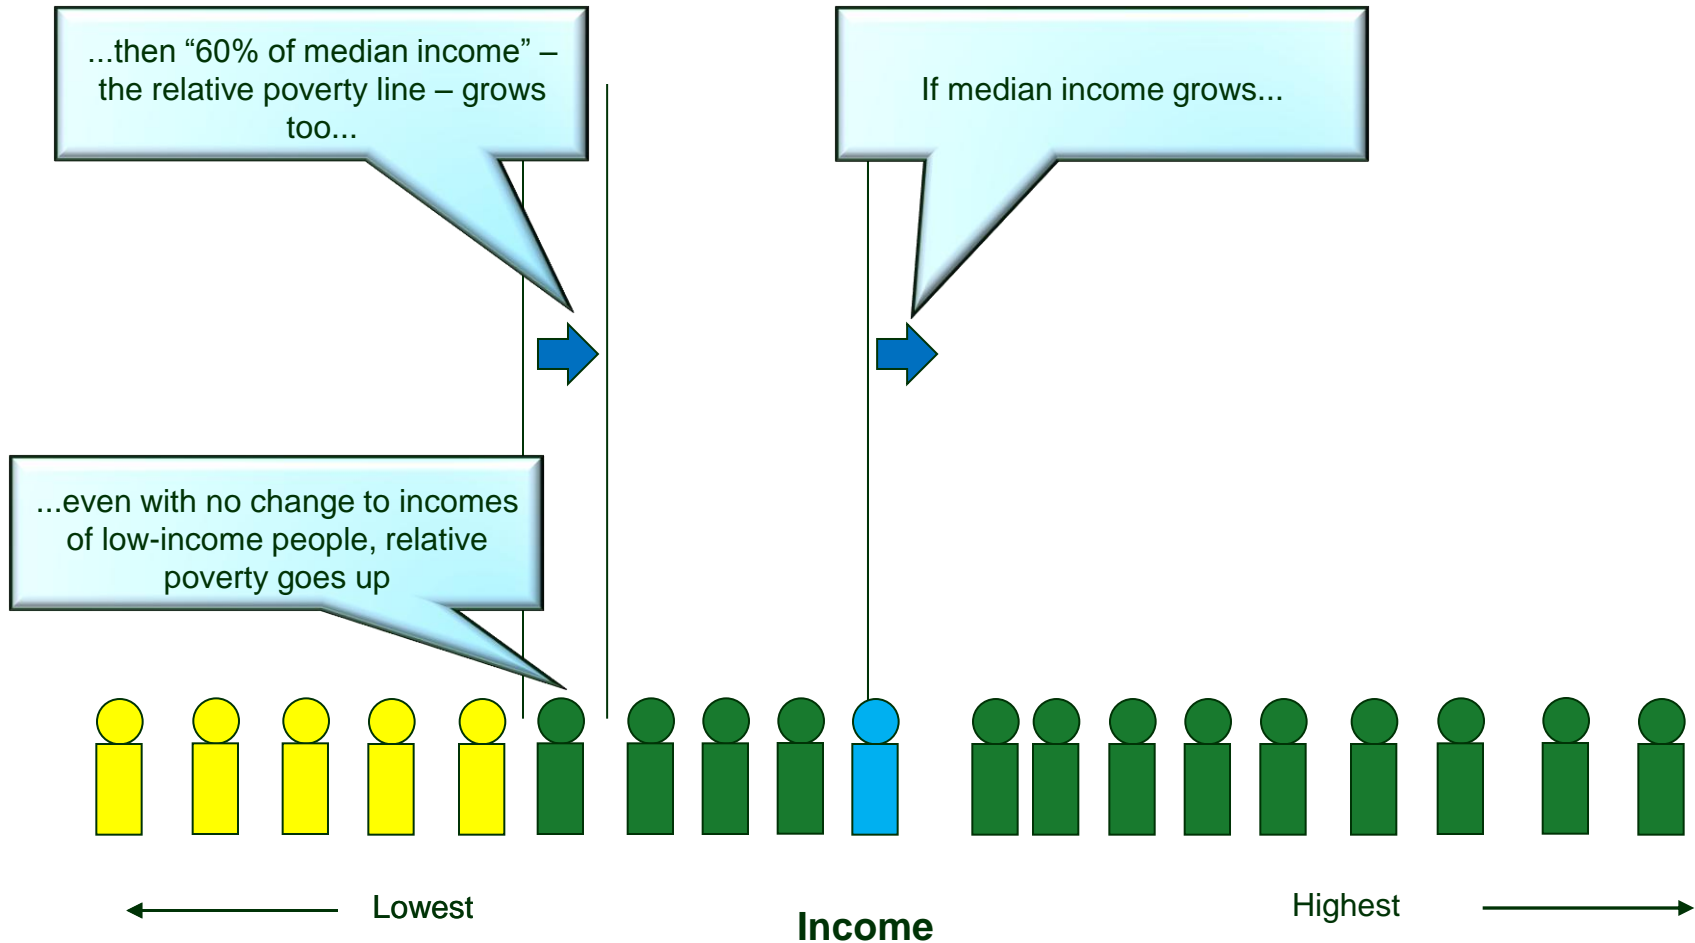 ...then “60% of median income” –
the relative poverty line – grows
too...
If median income grows...
...even with no change to incomes
of low-income people, relative
poverty goes up
Lowest
Income
Highest